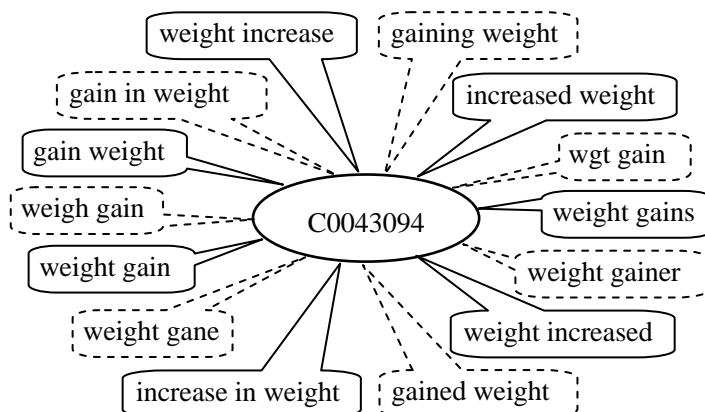 weight increase
gaining weight
gain in weight
increased weight
gain weight
wgt gain
weigh gain
C0043094
weight gains
weight gain
weight gainer
weight gane
weight increased
increase in weight
gained weight